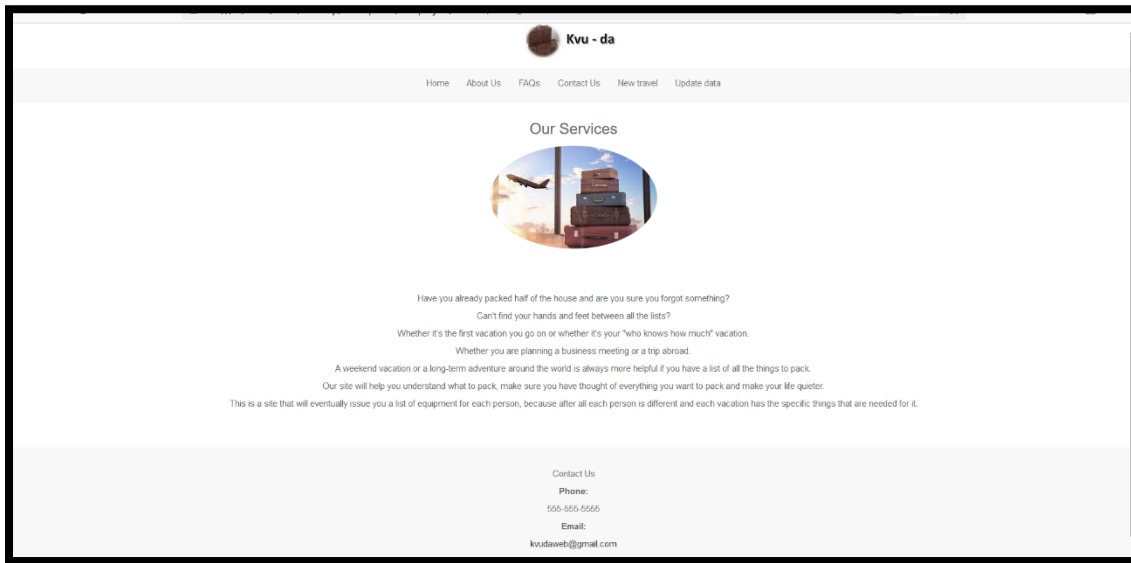 Kvu - da
Home About Us FAQs Contact Us New travel Update data
Our Services
Have you already packed half of the house and are you sure you forgot something?
Can't find your hands and feet between all the lists?
Whether it's the first vacation you go on or whether it's your "who knows how much" vacation.
Whether you are planning a business meeting or a trip abroad.
A weekend vacation or a long-term adventure around the world is always more helpful if you have a list of all the things to pack.
Our site will help you understand what to pack, make sure you have thought of everything you want to pack and make your life quieter.
This is a site that will eventually issue you a list of equipment for each person, because after all each person is different and each vacation has the specific things that are needed for it.
Contact Us
Phone:
555-555-5555
Email:
kvudaweb@gmail.com